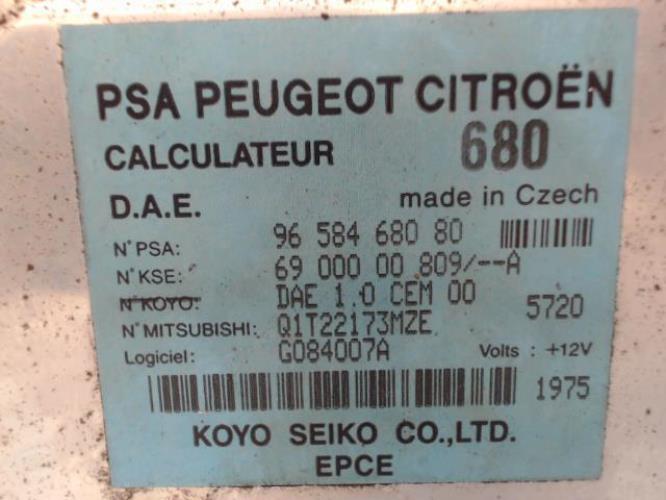 PSA PEUGEOT CITROËN
CALCULATEUR 680
D.A.E. made in Czech
N° PSA: 96 584 680 80
N° KSE: 69 000 00 809/--A
N° KOYO: DAE 1.0 CEM 00 5720
N° MITSUBISHI: Q1T22173MZE
Logiciel: G084007A Volts : +12V
1975
KOYO SEIKO CO.,LTD.
EPCE